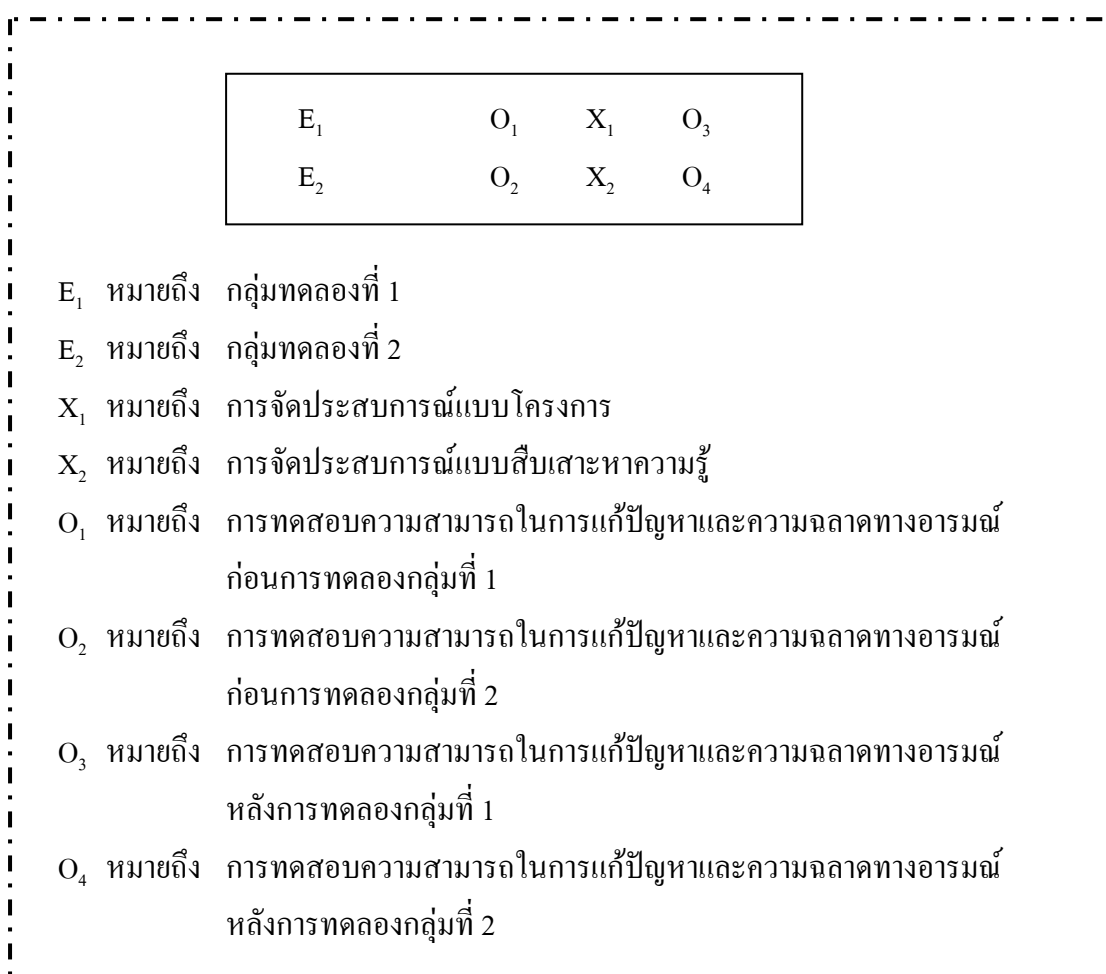 E₁ O₁ X₁ O₃
E₂ O₂ X₂ O₄
E₁ หมายถึง กลุ่มทดลองที่ 1
E₂ หมายถึง กลุ่มทดลองที่ 2
X₁ หมายถึง การจัดประสบการณ์แบบโครงการ
X₂ หมายถึง การจัดประสบการณ์แบบสืบเสาะหาความรู้
O₁ หมายถึง การทดสอบความสามารถในการแก้ปัญหาและความฉลาดทางอารมณ์
ก่อนการทดลองกลุ่มที่ 1
O₂ หมายถึง การทดสอบความสามารถในการแก้ปัญหาและความฉลาดทางอารมณ์
ก่อนการทดลองกลุ่มที่ 2
O₃ หมายถึง การทดสอบความสามารถในการแก้ปัญหาและความฉลาดทางอารมณ์
หลังการทดลองกลุ่มที่ 1
O₄ หมายถึง การทดสอบความสามารถในการแก้ปัญหาและความฉลาดทางอารมณ์
หลังการทดลองกลุ่มที่ 2